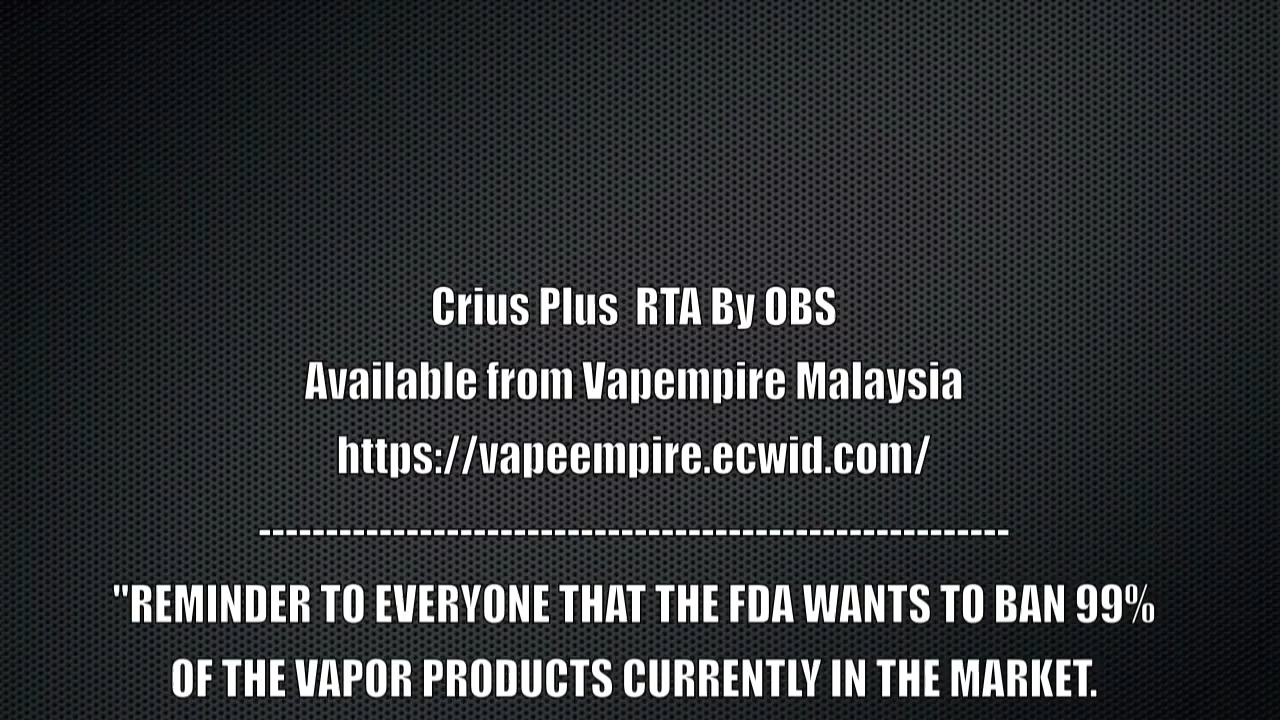 Crius Plus  RTA By OBS
Available from Vapempire Malaysia
https://vapeempire.ecwid.com/
--------------------------------------------------------
"REMINDER TO EVERYONE THAT THE FDA WANTS TO BAN 99%
OF THE VAPOR PRODUCTS CURRENTLY IN THE MARKET.